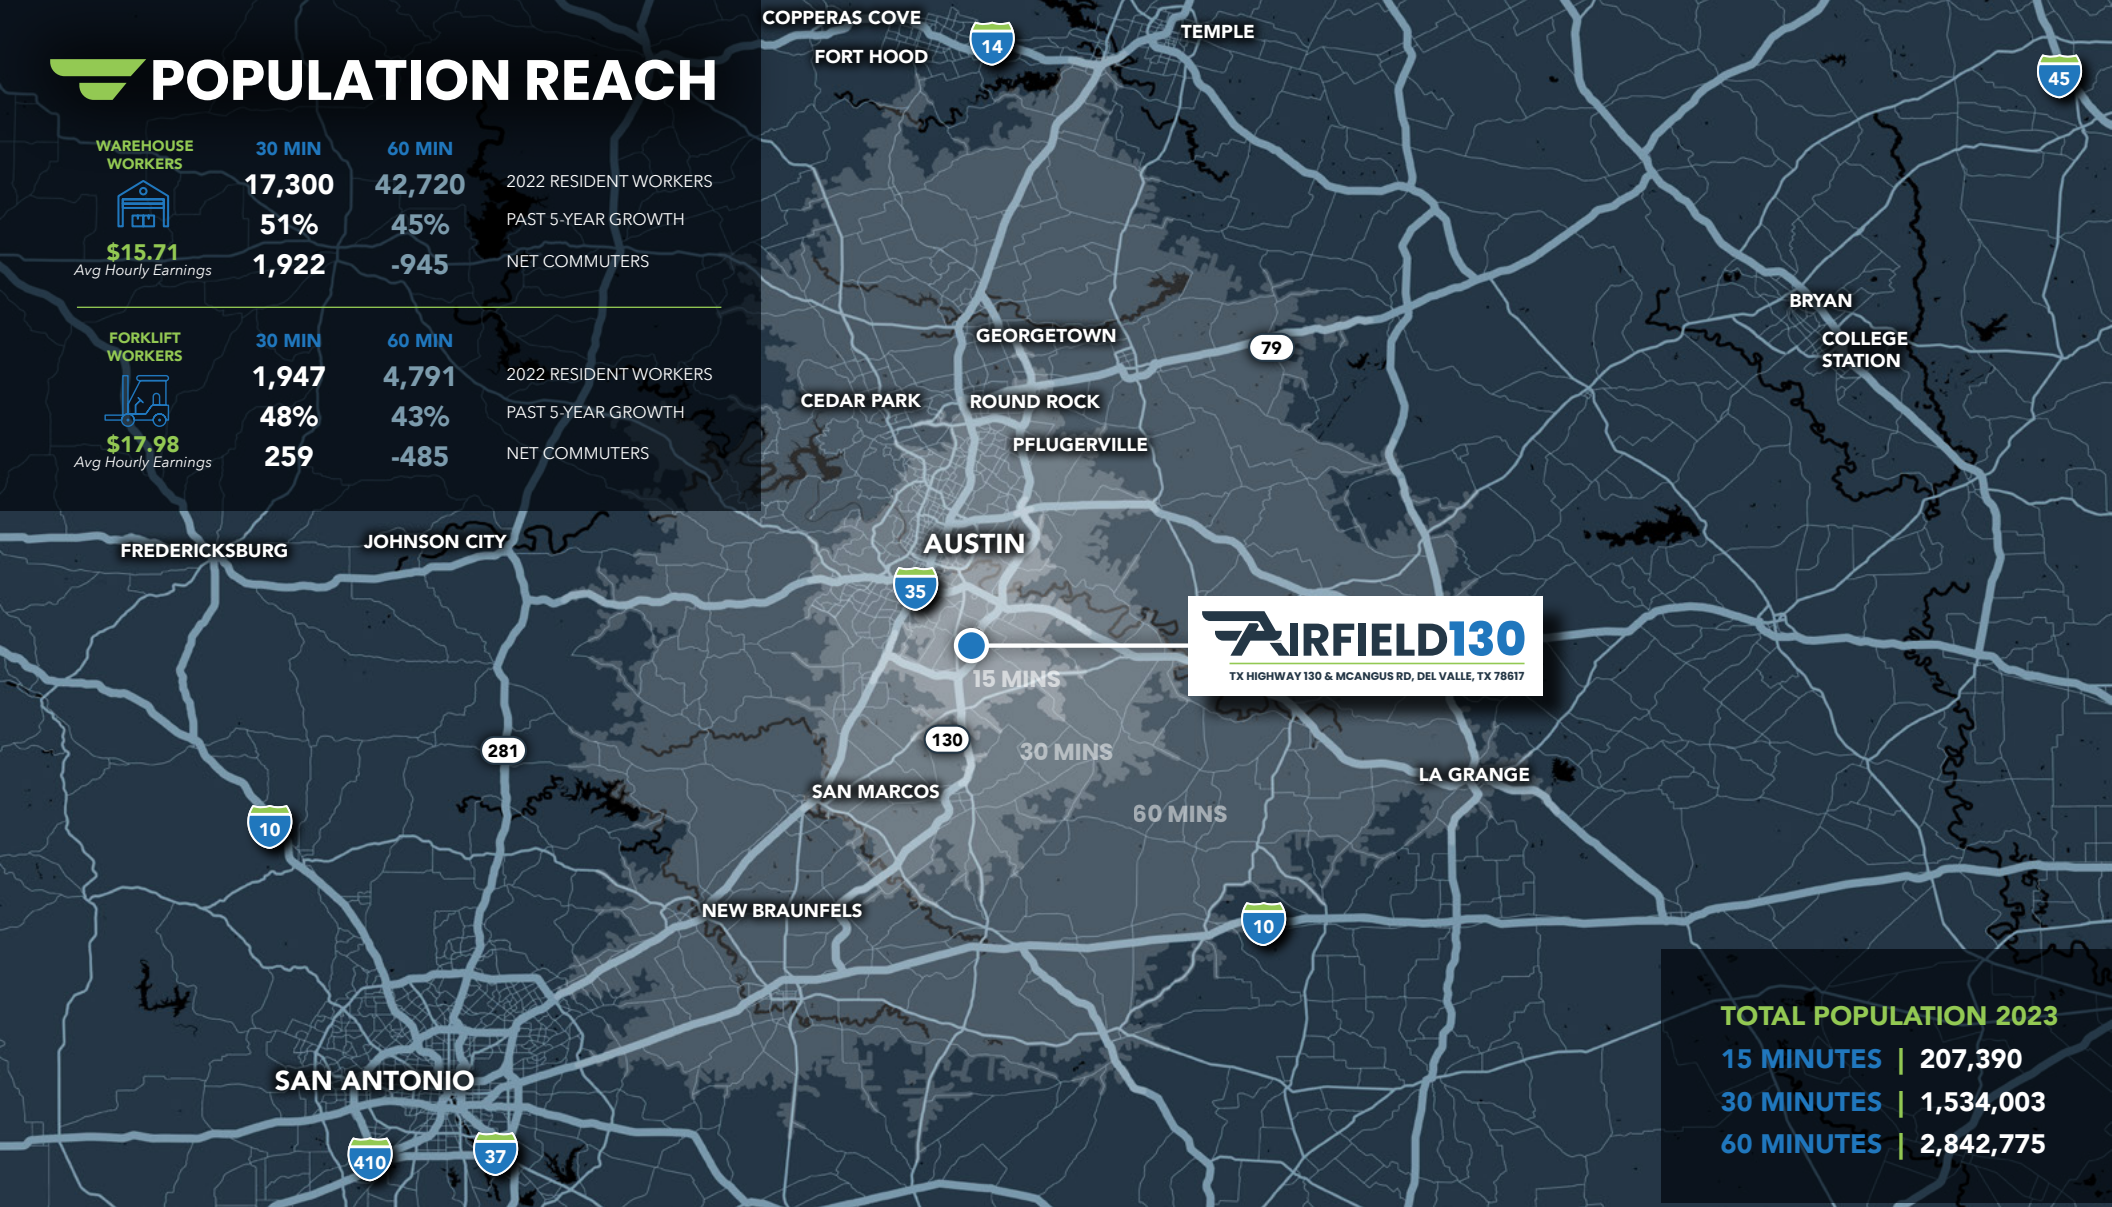 POPULATION REACH
WAREHOUSE
WORKERS
$15.71
Avg Hourly Earnings
30 MIN 60 MIN
17,300 42,720 2022 RESIDENT WORKERS
51% 45% PAST 5-YEAR GROWTH
1,922 -945 NET COMMUTERS
FORKLIFT
WORKERS
$17.98
Avg Hourly Earnings
30 MIN 60 MIN
1,947 4,791 2022 RESIDENT WORKERS
48% 43% PAST 5-YEAR GROWTH
259 -485 NET COMMUTERS
COPPERAS COVE
FORT HOOD
14
TEMPLE
45
BRYAN
COLLEGE
STATION
GEORGETOWN
79
CEDAR PARK
ROUND ROCK
PFLUGERVILLE
FREDERICKSBURG
JOHNSON CITY
AUSTIN
35
AIRFIELD130
TX HIGHWAY 130 & MCANGUS RD, DEL VALLE, TX 78617
15 MINS
130
30 MINS
281
SAN MARCOS
LA GRANGE
60 MINS
10
NEW BRAUNFELS
10
SAN ANTONIO
410
37
TOTAL POPULATION 2023
15 MINUTES | 207,390
30 MINUTES | 1,534,003
60 MINUTES | 2,842,775